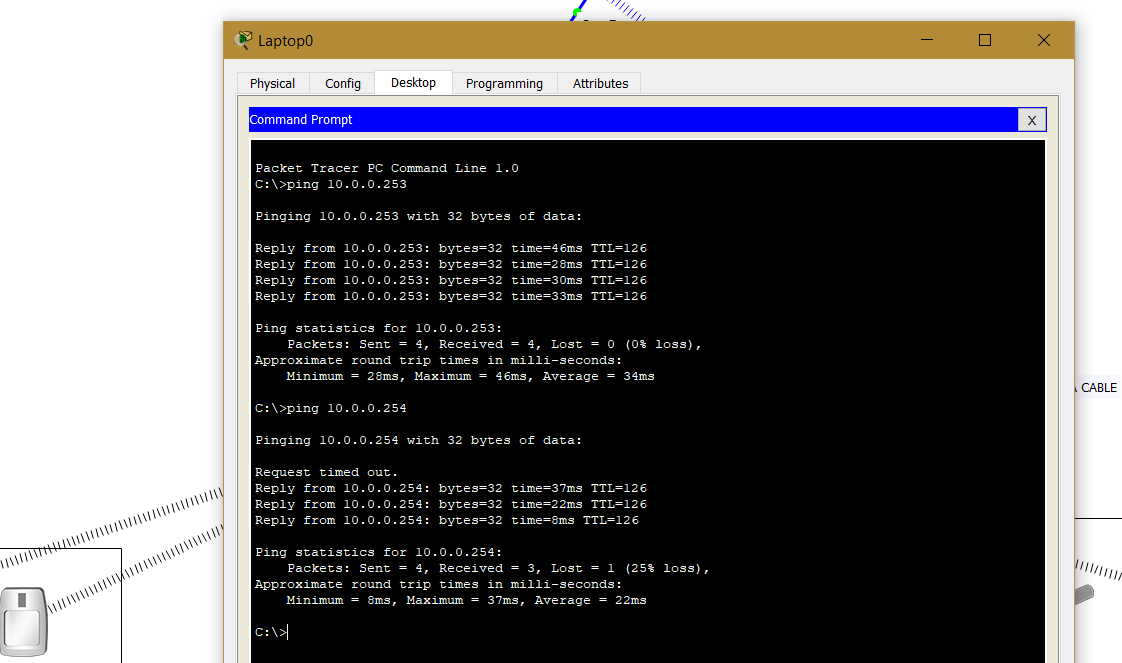 Laptop0
Physical Config Desktop Programming Attributes
Command Prompt X
Packet Tracer PC Command Line 1.0
C:\>ping 10.0.0.253
Pinging 10.0.0.253 with 32 bytes of data:
Reply from 10.0.0.253: bytes=32 time=46ms TTL=126
Reply from 10.0.0.253: bytes=32 time=28ms TTL=126
Reply from 10.0.0.253: bytes=32 time=30ms TTL=126
Reply from 10.0.0.253: bytes=32 time=33ms TTL=126
Ping statistics for 10.0.0.253:
Packets: Sent = 4, Received = 4, Lost = 0 (0% loss),
Approximate round trip times in milli-seconds:
Minimum = 28ms, Maximum = 46ms, Average = 34ms
C:\>ping 10.0.0.254
Pinging 10.0.0.254 with 32 bytes of data:
Request timed out.
Reply from 10.0.0.254: bytes=32 time=37ms TTL=126
Reply from 10.0.0.254: bytes=32 time=22ms TTL=126
Reply from 10.0.0.254: bytes=32 time=8ms TTL=126
Ping statistics for 10.0.0.254:
Packets: Sent = 4, Received = 3, Lost = 1 (25% loss),
Approximate round trip times in milli-seconds:
Minimum = 8ms, Maximum = 37ms, Average = 22ms
C:\>
CABLE